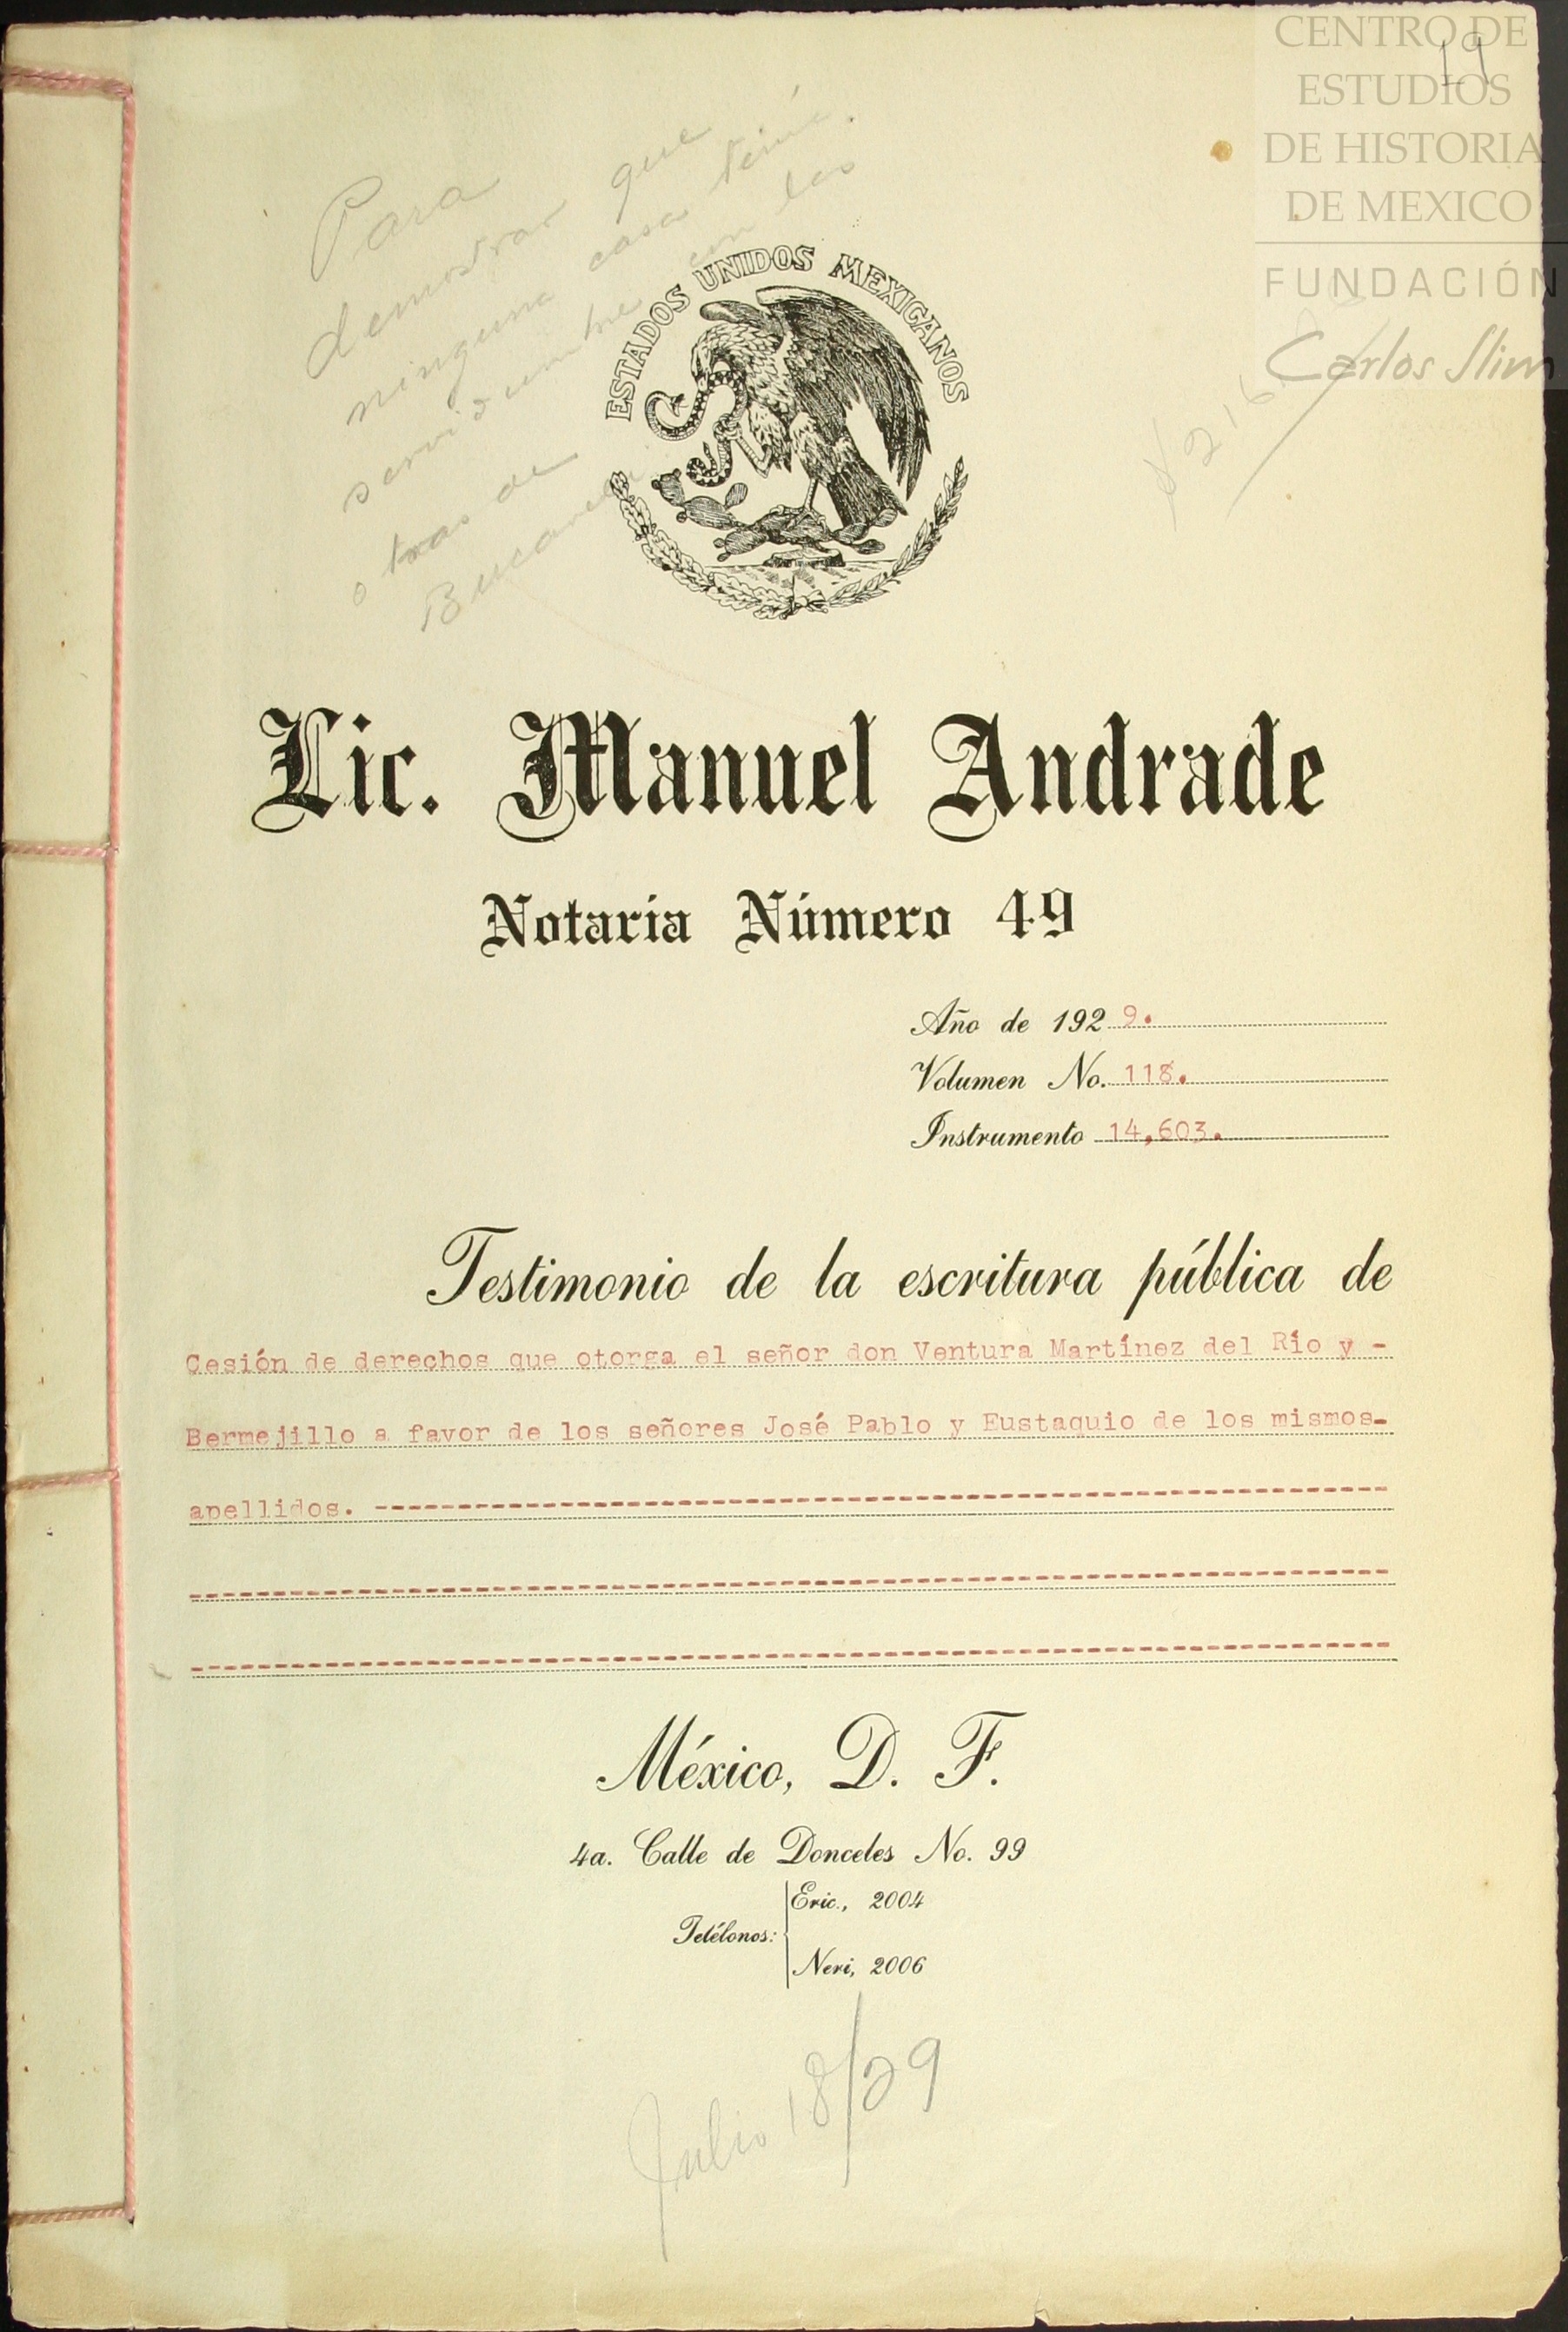 CENTRO DE
ESTUDIOS
DE HISTORIA
DE MEXICO
FUNDACIÓN
Carlos Slim
19
Para
demostrar que
ninguna casa tenía
servidumbre con las
otras de
Bucareli.
$216.00
ESTADOS UNIDOS MEXICANOS
Lic. Manuel Andrade
Notaría Número 49
Año de 1929.
Volumen No. 118.
Instrumento 14,603.
Testimonio de la escritura pública de
Cesión de derechos que otorga el señor don Ventura Martínez del Río y -
Bermejillo a favor de los señores José Pablo y Eustaquio de los mismos-
apellidos.
México, D. F.
4a. Calle de Donceles No. 99
Teléfonos:
Eric., 2004
Neri, 2006
Julio 18/29